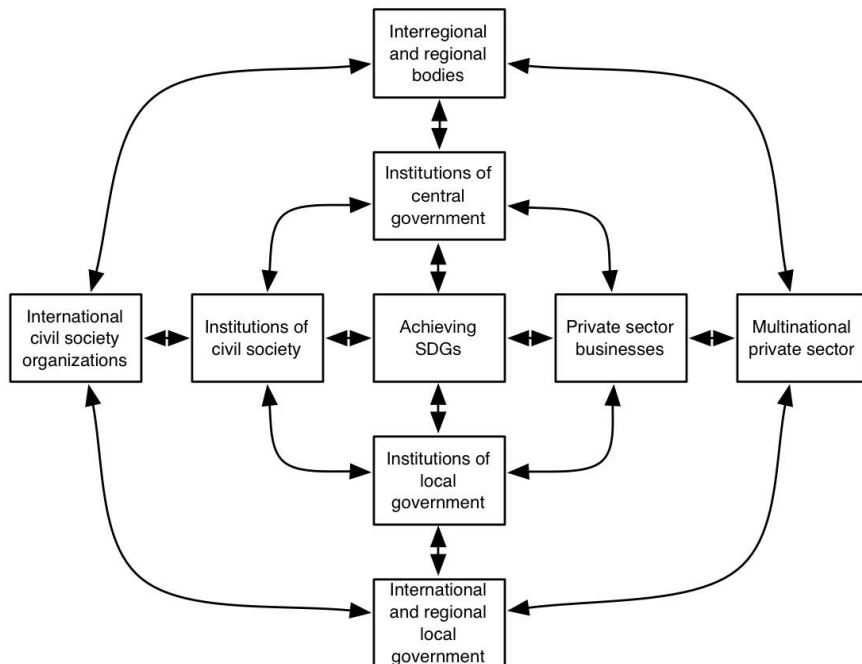 Interregional
and regional
bodies
Institutions of
central
government
International
civil society
organizations
Institutions of
civil society
Achieving
SDGs
Private sector
businesses
Multinational
private sector
Institutions of
local
government
International
and regional
local
government